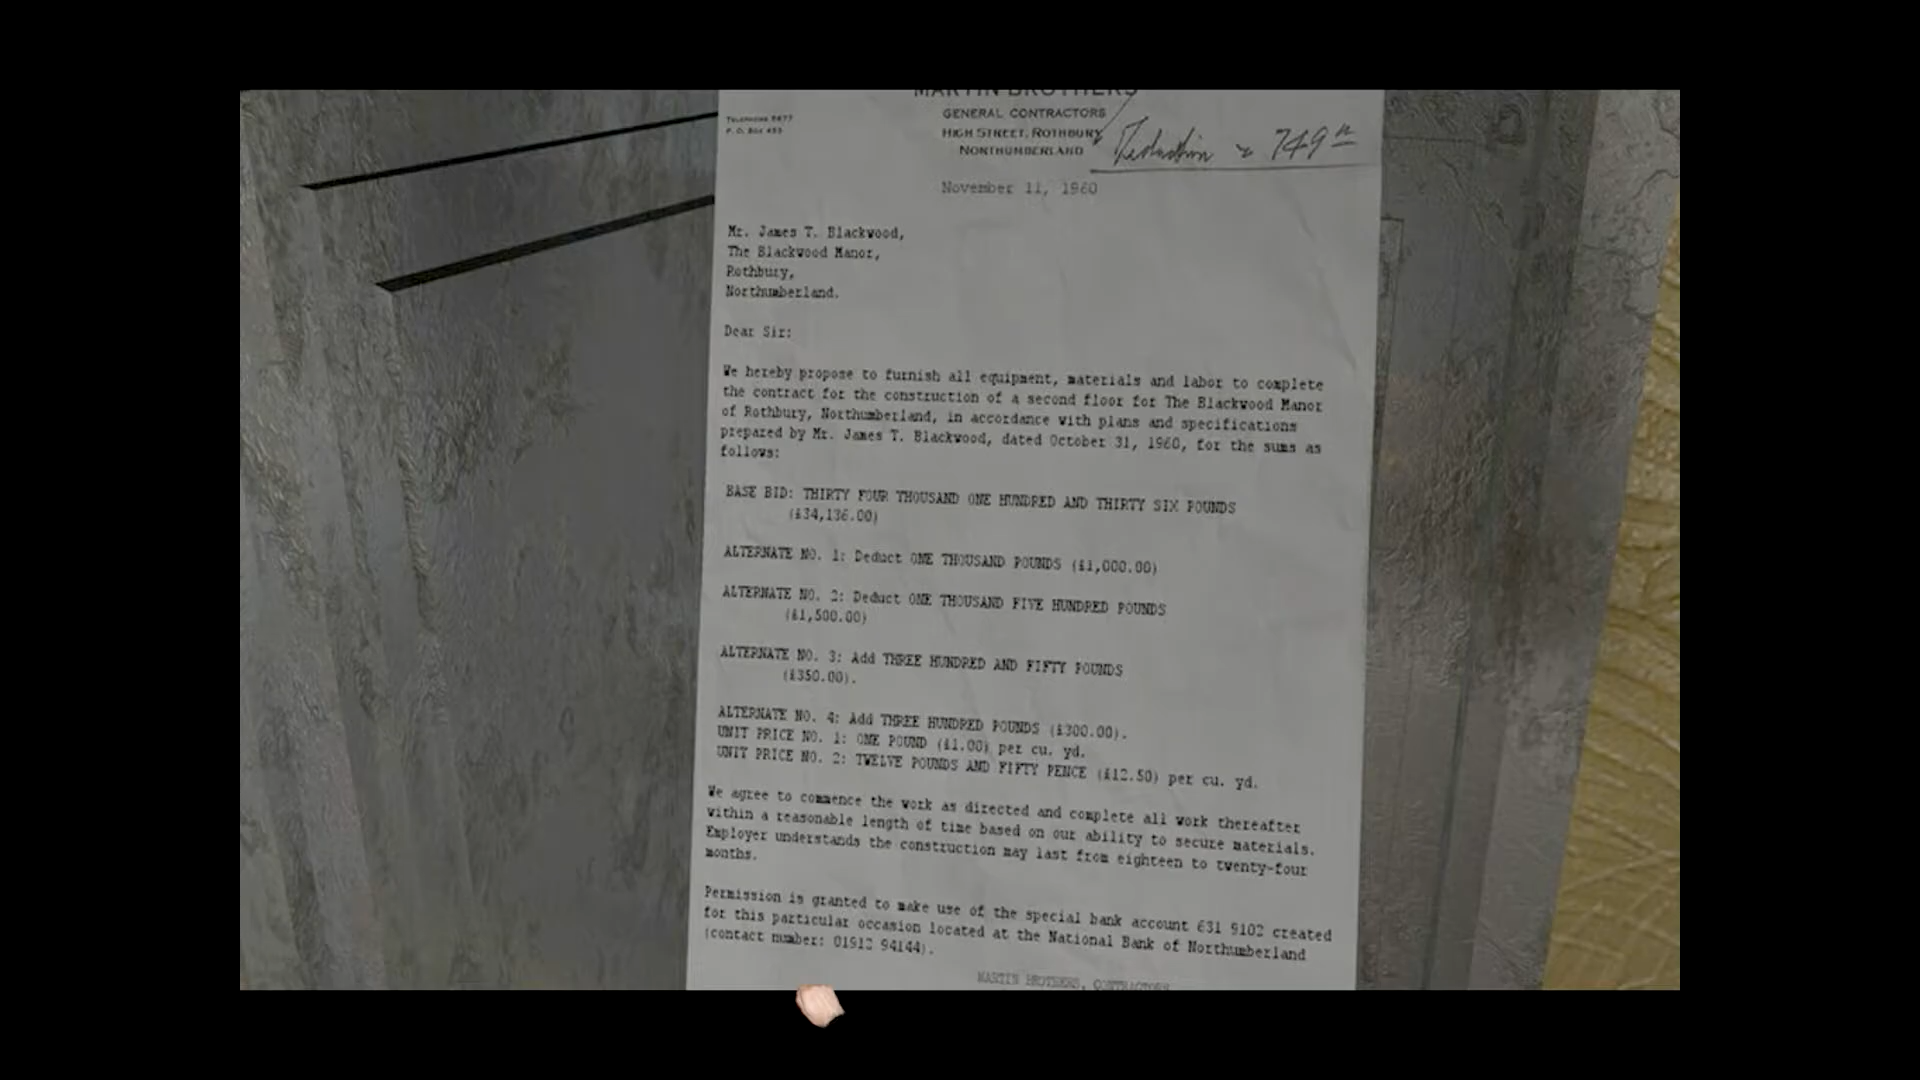 MARTIN BROTHERS
TELEPHONE 5677
P. O. BOX 455
GENERAL CONTRACTORS
HIGH STREET, ROTHBURY
NORTHUMBERLAND
749
November 11, 1960
Mr. James T. Blackwood,
The Blackwood Manor,
Rothbury,
Northumberland.
Dear Sir:
We hereby propose to furnish all equipment, materials and labor to complete
the contract for the construction of a second floor for The Blackwood Manor
of Rothbury, Northumberland, in accordance with plans and specifications
prepared by Mr. James T. Blackwood, dated October 31, 1960, for the sums as
follows:
BASE BID: THIRTY FOUR THOUSAND ONE HUNDRED AND THIRTY SIX POUNDS
(£34,136.00)
ALTERNATE NO. 1: Deduct ONE THOUSAND POUNDS (£1,000.00)
ALTERNATE NO. 2: Deduct ONE THOUSAND FIVE HUNDRED POUNDS
(£1,500.00)
ALTERNATE NO. 3: Add THREE HUNDRED AND FIFTY POUNDS
(£350.00).
ALTERNATE NO. 4: Add THREE HUNDRED POUNDS (£300.00).
UNIT PRICE NO. 1: ONE POUND (£1.00) per cu. yd.
UNIT PRICE NO. 2: TWELVE POUNDS AND FIFTY PENCE (£12.50) per cu. yd.
We agree to commence the work as directed and complete all work thereafter
within a reasonable length of time based on our ability to secure materials.
Employer understands the construction may last from eighteen to twenty-four
months.
Permission is granted to make use of the special bank account 631 9102 created
for this particular occasion located at the National Bank of Northumberland
(contact number: 01912 94144).
MARTIN BROTHERS, CONTRACTORS